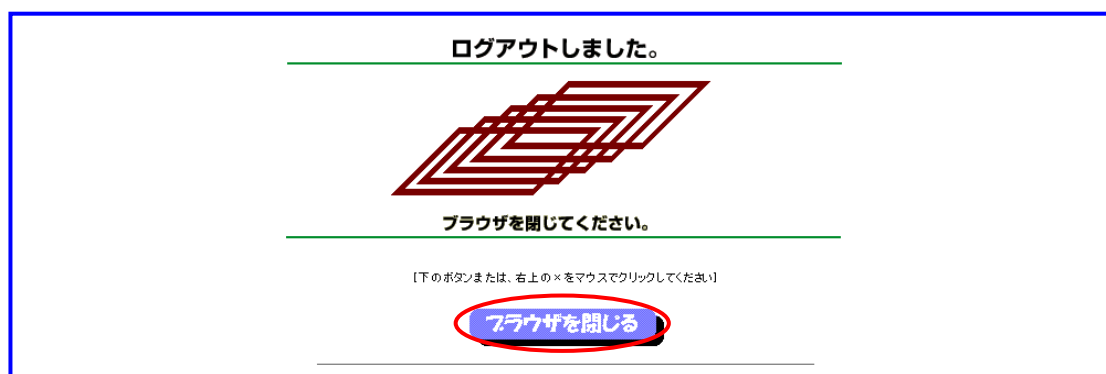 ログアウトしました。
ブラウザを閉じてください。
[下のボタンまたは、右上の×をマウスでクリックしてください]
ブラウザを閉じる